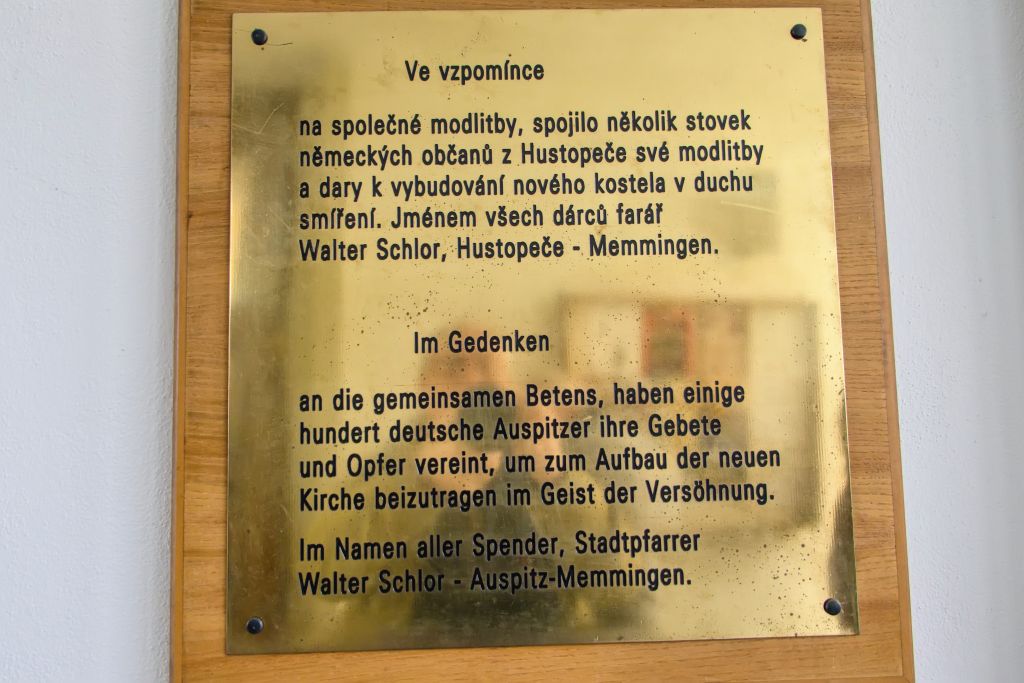 Ve vzpomínce
na společné modlitby, spojilo několik stovek
německých občanů z Hustopeče své modlitby
a dary k vybudování nového kostela v duchu
smíření. Jménem všech dárců farář
Walter Schlor, Hustopeče - Memmingen.
Im Gedenken
an die gemeinsamen Betens, haben einige
hundert deutsche Auspitzer ihre Gebete
und Opfer vereint, um zum Aufbau der neuen
Kirche beizutragen im Geist der Versöhnung.
Im Namen aller Spender, Stadtpfarrer
Walter Schlor - Auspitz-Memmingen.